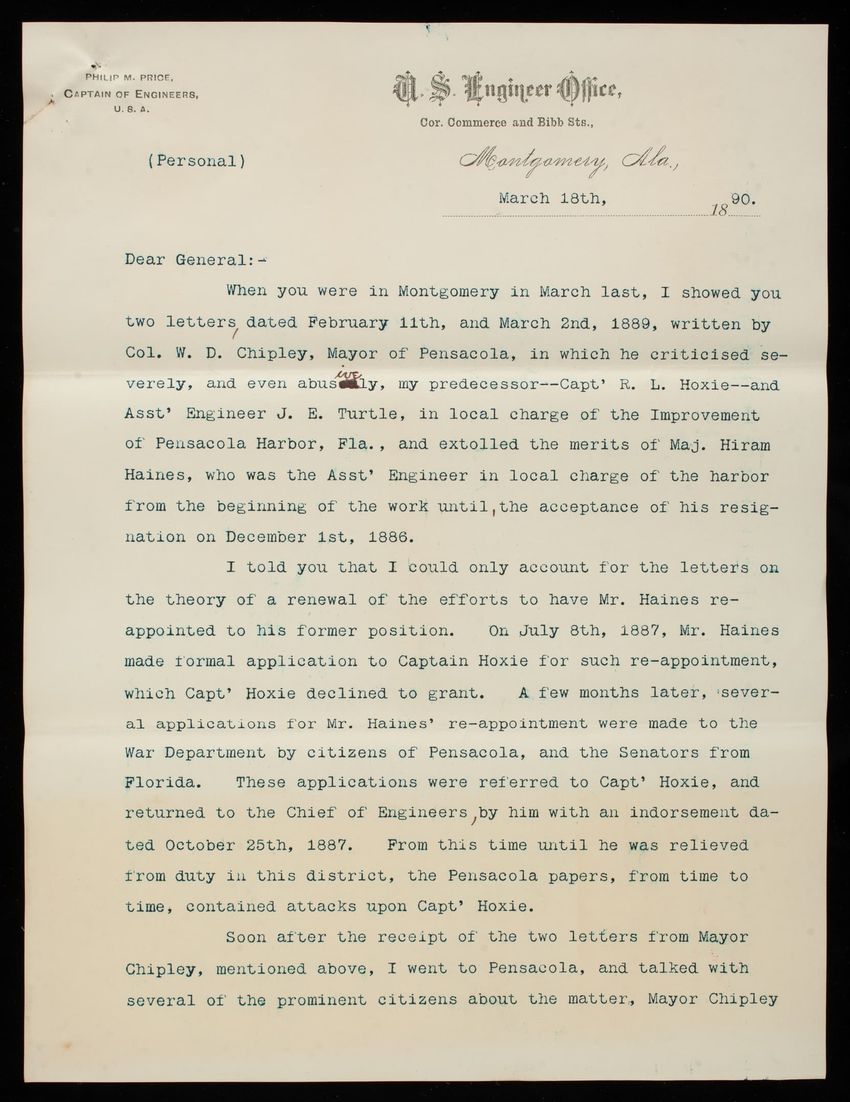 PHILIP M. PRICE,
CAPTAIN OF ENGINEERS,
U. S. A.
U. S. Engineer Office,
Cor. Commerce and Bibb Sts.,
(Personal)
Montgomery, Ala.,
March 18th, 1890.
Dear General:-
When you were in Montgomery in March last, I showed you
two letters, dated February 11th, and March 2nd, 1889, written by
Col. W. D. Chipley, Mayor of Pensacola, in which he criticised se-
verely, and even abusively, my predecessor--Capt' R. L. Hoxie--and
Asst' Engineer J. E. Turtle, in local charge of the Improvement
of Pensacola Harbor, Fla., and extolled the merits of Maj. Hiram
Haines, who was the Asst' Engineer in local charge of the harbor
from the beginning of the work until, the acceptance of his resig-
nation on December 1st, 1886.
I told you that I could only account for the letters on
the theory of a renewal of the efforts to have Mr. Haines re-
appointed to his former position. On July 8th, 1887, Mr. Haines
made formal application to Captain Hoxie for such re-appointment,
which Capt' Hoxie declined to grant. A few months later, sever-
al applications for Mr. Haines' re-appointment were made to the
War Department by citizens of Pensacola, and the Senators from
Florida. These applications were referred to Capt' Hoxie, and
returned to the Chief of Engineers, by him with an indorsement da-
ted October 25th, 1887. From this time until he was relieved
from duty in this district, the Pensacola papers, from time to
time, contained attacks upon Capt' Hoxie.
Soon after the receipt of the two letters from Mayor
Chipley, mentioned above, I went to Pensacola, and talked with
several of the prominent citizens about the matter., Mayor Chipley